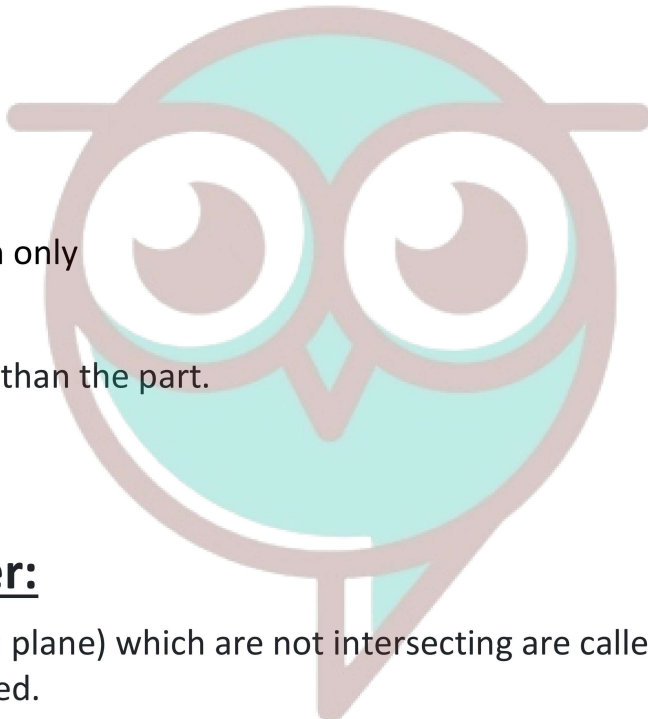 only
than the part.
er:
plane) which are not intersecting are calle
ed.